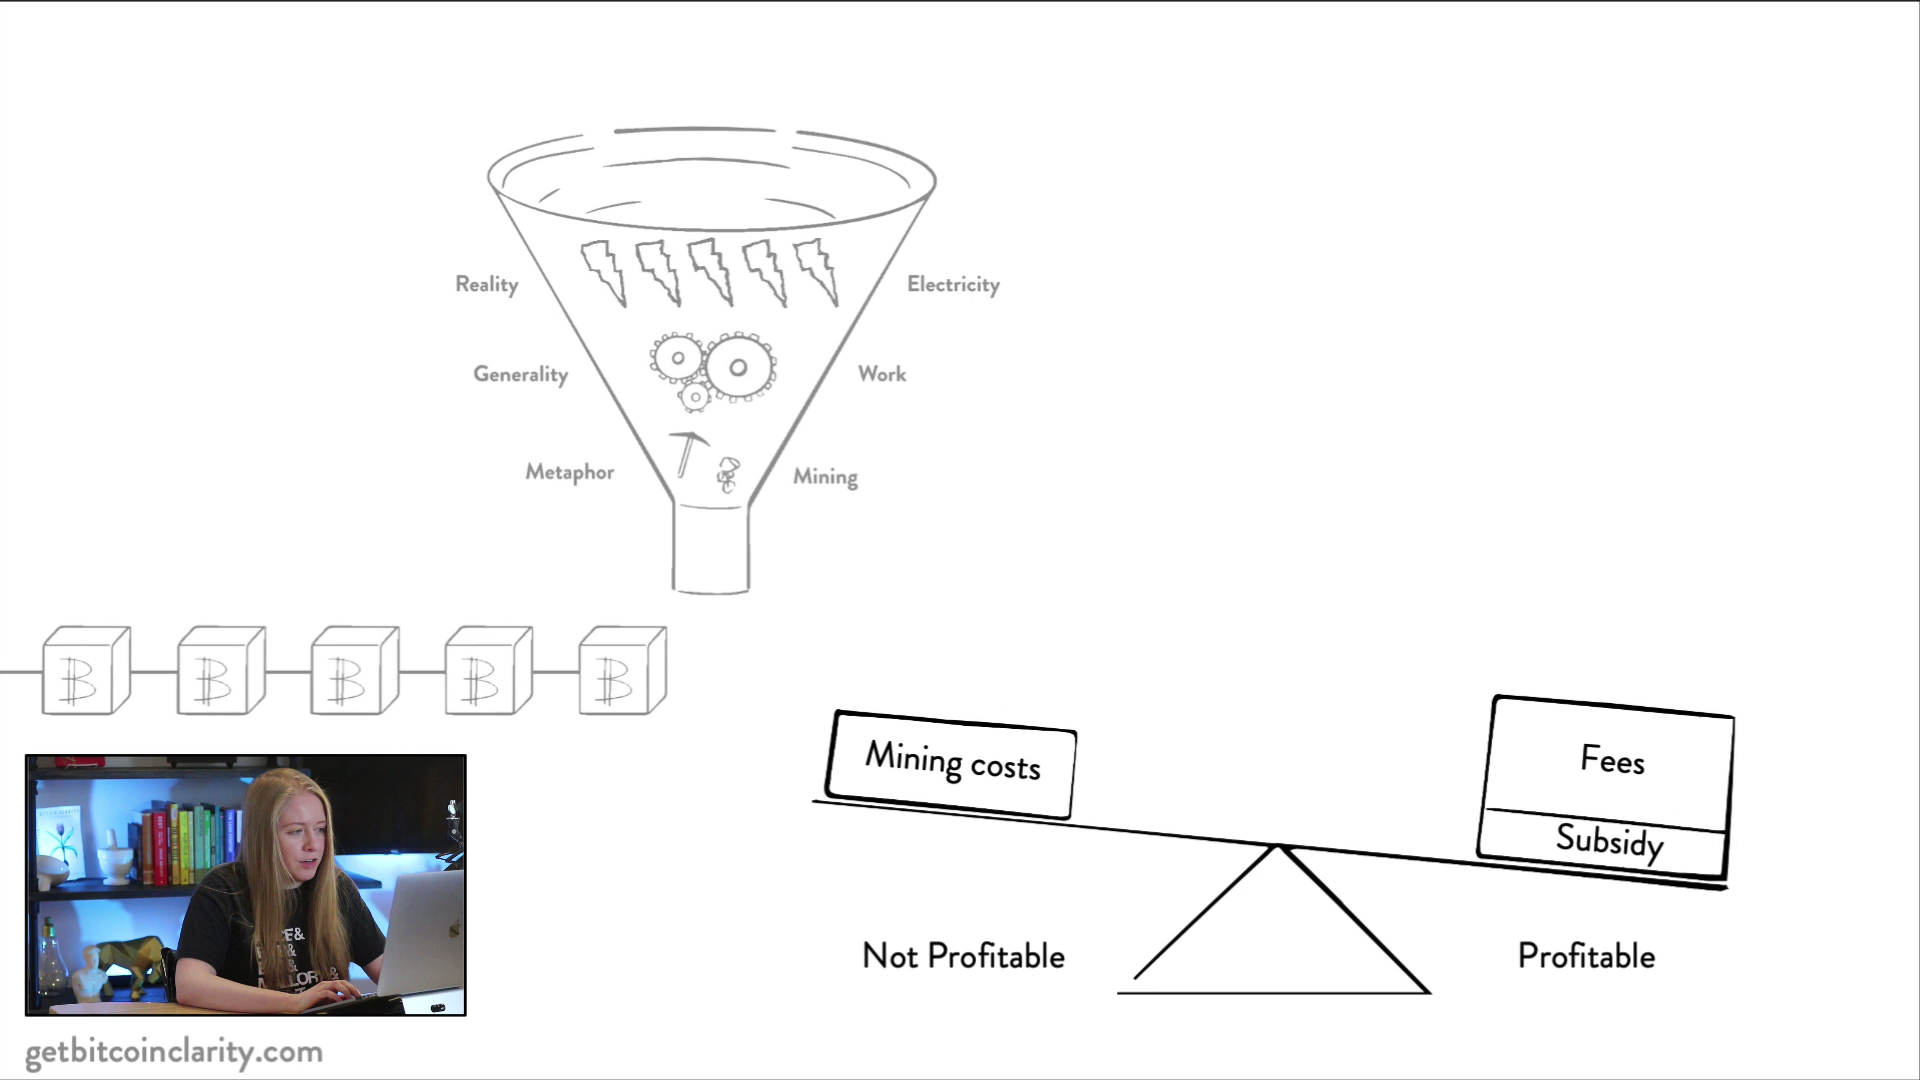 Reality
Electricity
Generality
Work
Metaphor
Mining
Mining costs
Fees
Subsidy
Not Profitable
Profitable
getbitcoinclarity.com